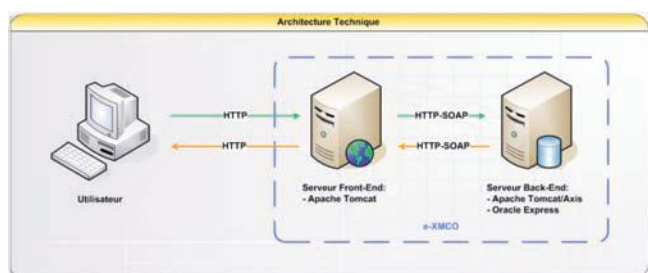 Architecture Technique
HTTP
HTTP
HTTP-SOAP
HTTP-SOAP
Utilisateur
Serveur Front-End:
- Apache Tomcat
Serveur Back-End:
- Apache Tomcat/Axis
- Oracle Express
e-XMCO